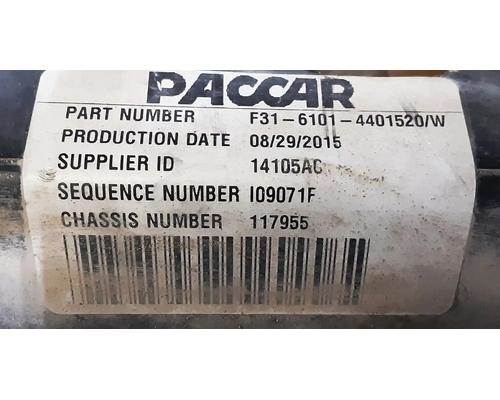 PACCAR
PART NUMBER F31-6101-4401520/W
PRODUCTION DATE 08/29/2015
SUPPLIER ID 14105AC
SEQUENCE NUMBER I09071F
CHASSIS NUMBER 117955